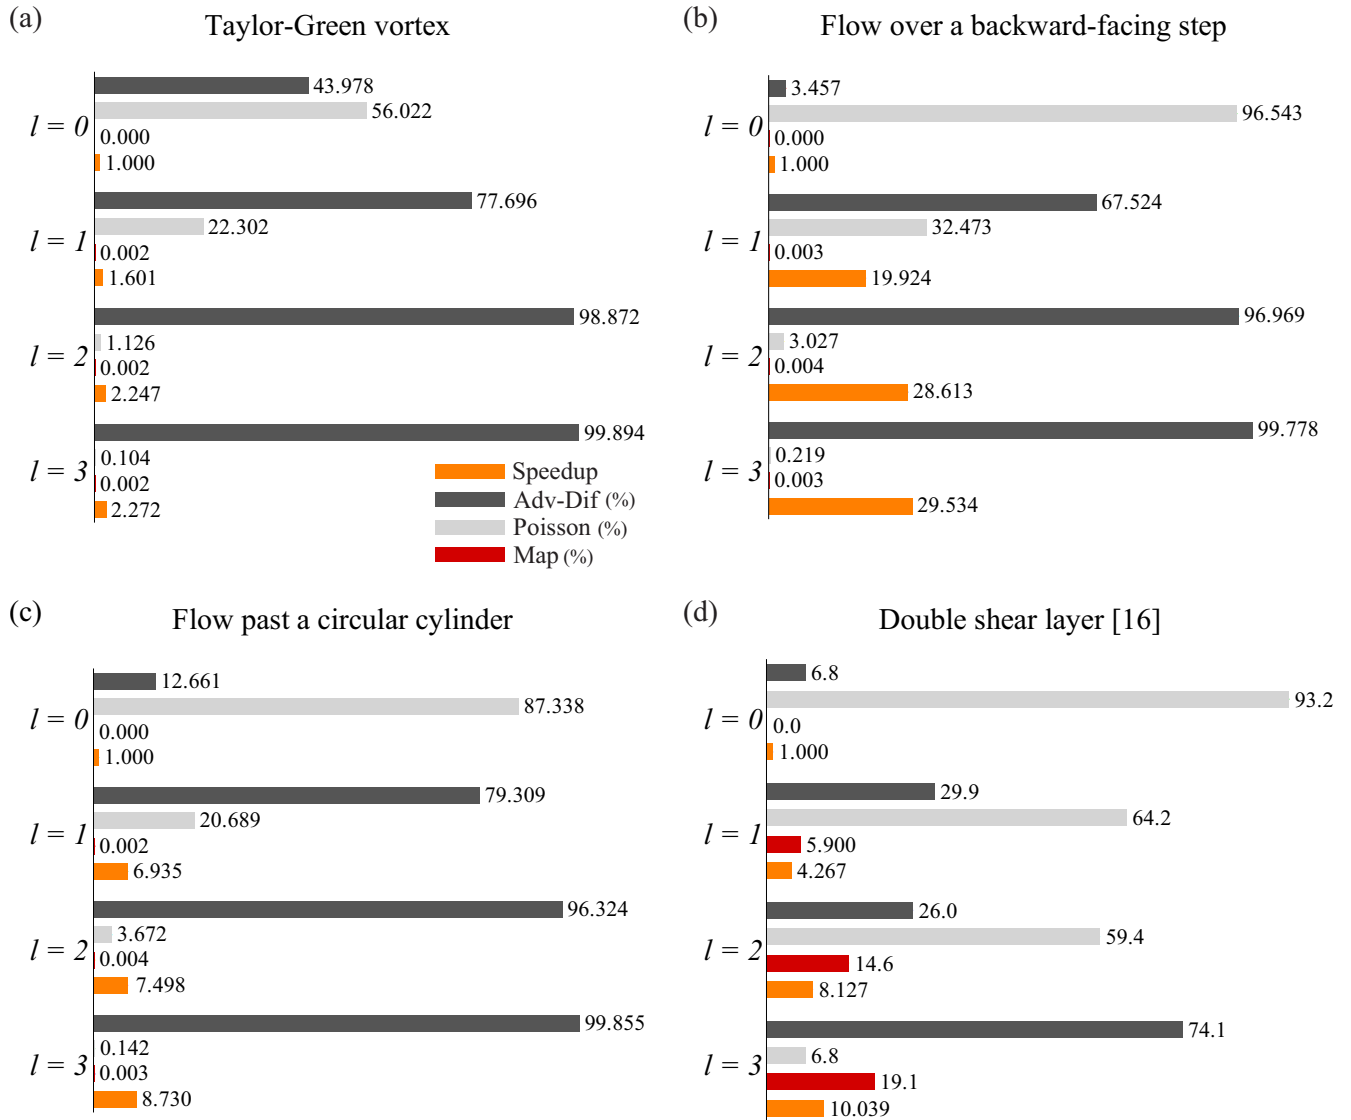 (a)
Taylor-Green vortex
43.978
56.022
l = 0
0.000
1.000
77.696
22.302
l = 1
0.002
1.601
98.872
1.126
l = 2
0.002
2.247
99.894
0.104
l = 3
0.002
2.272
Speedup
Adv-Dif (%)
Poisson (%)
Map (%)
(b)
Flow over a backward-facing step
3.457
96.543
l = 0
0.000
1.000
67.524
32.473
l = 1
0.003
19.924
96.969
3.027
l = 2
0.004
28.613
99.778
0.219
l = 3
0.003
29.534
(c)
Flow past a circular cylinder
12.661
87.338
l = 0
0.000
1.000
79.309
20.689
l = 1
0.002
6.935
96.324
3.672
l = 2
0.004
7.498
99.855
0.142
l = 3
0.003
8.730
(d)
Double shear layer [16]
6.8
93.2
l = 0
0.0
1.000
29.9
64.2
l = 1
5.900
4.267
26.0
59.4
l = 2
14.6
8.127
74.1
6.8
l = 3
19.1
10.039